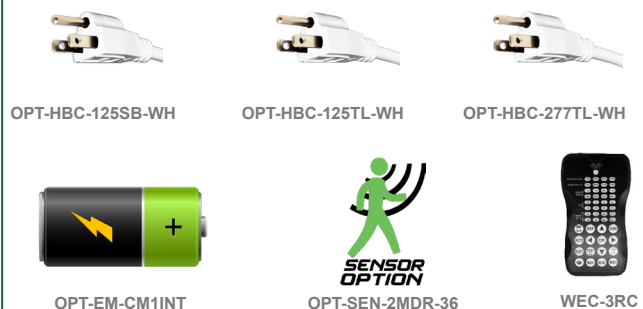 OPT-HBC-125SB-WH
OPT-HBC-125TL-WH
OPT-HBC-277TL-WH
+
SENSOR
OPTION
OPT-EM-CM1INT
OPT-SEN-2MDR-36
WEC-3RC